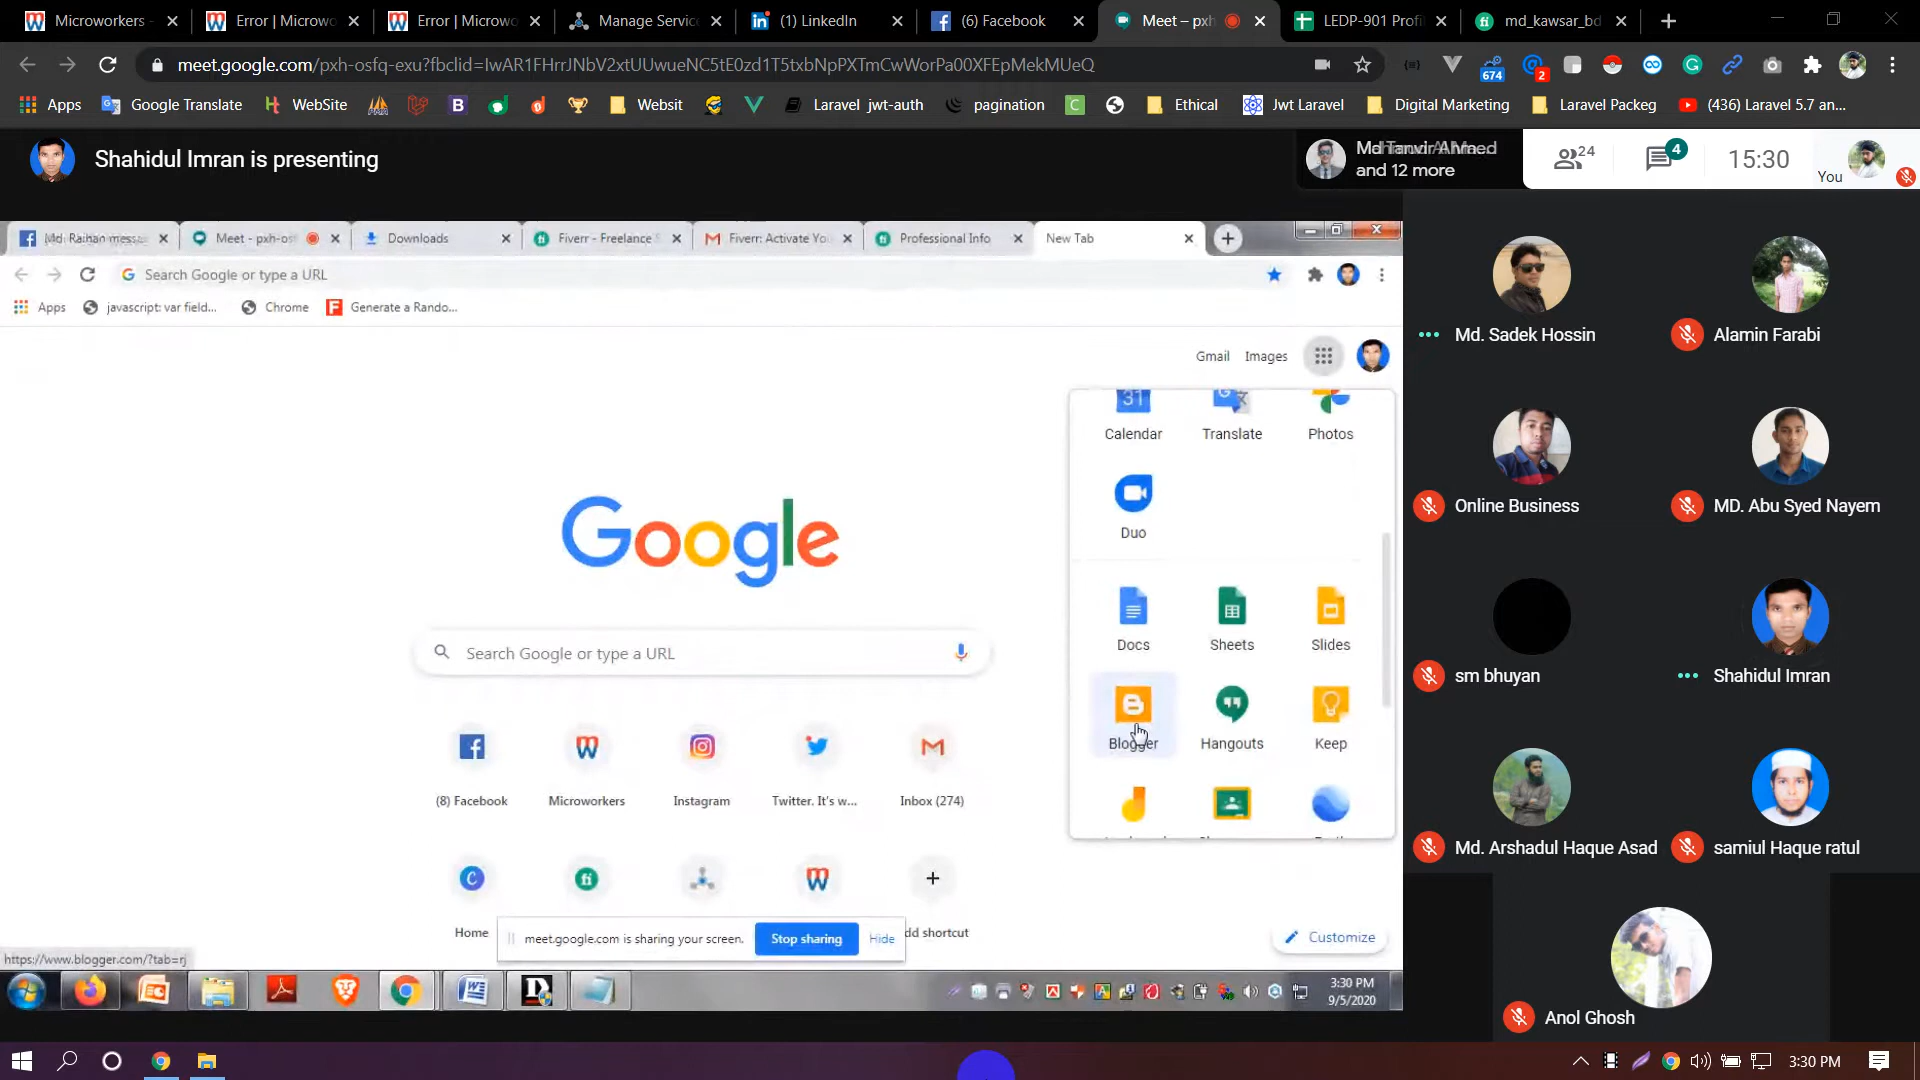 Microworkers -
Error | Microwo
Error | Microwo
Manage Servic
(1) LinkedIn
(6) Facebook
Meet – pxh
LEDP-901 Profi
md_kawsar_bd
meet.google.com/pxh-osfq-exu?fbclid=IwAR1FHrrJNbV2xtUUwueNC5tE0zd1T5txbNpPXTmCwWorPa00XFEpMekMUeQ
674
2
Apps
Google Translate
WebSite
Websit
Laravel jwt-auth
pagination
Ethical
Jwt Laravel
Digital Marketing
Laravel Packeg
(436) Laravel 5.7 an...
Shahidul Imran is presenting
and 12 more
24
4
15:30
You
Md. Raihan messa
Meet - pxh-os
Downloads
Fiverr - Freelance S
Fiverr: Activate Yo
Professional Info
New Tab
Search Google or type a URL
Apps
javascript: var field...
Chrome
Generate a Rando...
Gmail
Images
31
Calendar
Translate
Photos
Duo
Docs
Sheets
Slides
Blogger
Hangouts
Keep
Google
Search Google or type a URL
(8) Facebook
Microworkers
Instagram
Twitter. It's w...
Inbox (274)
Home
dd shortcut
meet.google.com is sharing your screen.
Stop sharing
Hide
Customize
https://www.blogger.com/?tab=rj
3:30 PM
9/5/2020
Md. Sadek Hossin
Alamin Farabi
Online Business
MD. Abu Syed Nayem
sm bhuyan
Shahidul Imran
Md. Arshadul Haque Asad
samiul Haque ratul
Anol Ghosh
3:30 PM